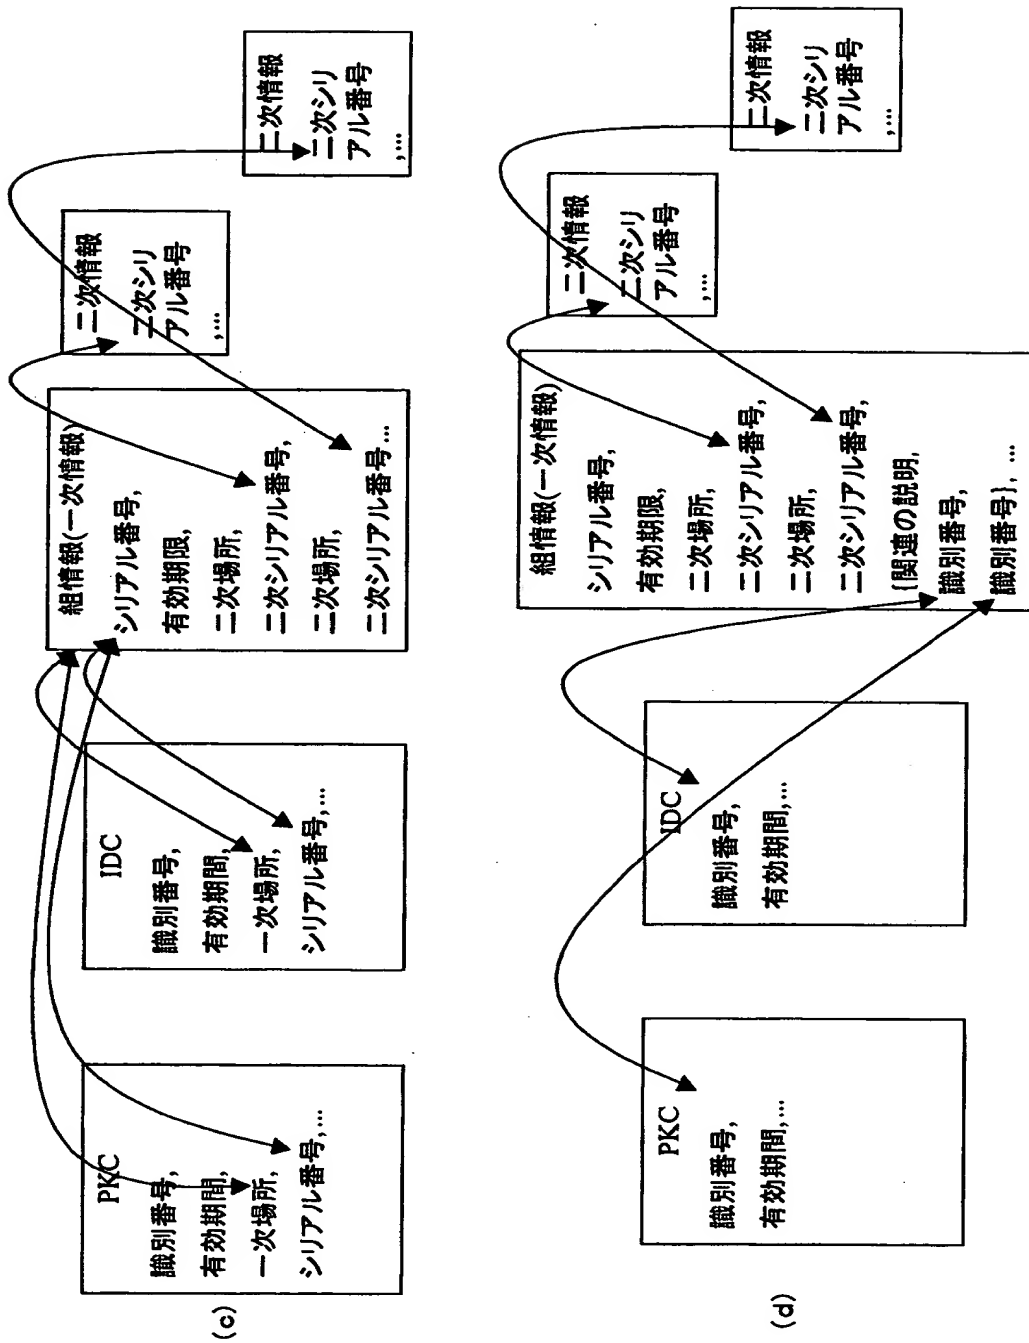 (c)
PKC
識別番号,
有効期間,
一次場所,
シリアル番号,...
IDC
識別番号,
有効期間,
一次場所,
シリアル番号,...
組情報(一次情報)
シリアル番号,
有効期限,
二次場所,
二次シリアル番号,
二次場所,
二次シリアル番号...
二次情報
二次シリ
アル番号
,...
二次情報
二次シリ
アル番号
,...
(d)
PKC
識別番号,
有効期間,...
IDC
識別番号,
有効期間,...
組情報(一次情報)
シリアル番号,
有効期限,
二次場所,
二次シリアル番号,
二次場所,
二次シリアル番号,
{関連の説明,
識別番号,
識別番号}, ...
二次情報
二次シリ
アル番号
,...
二次情報
二次シリ
アル番号
,...